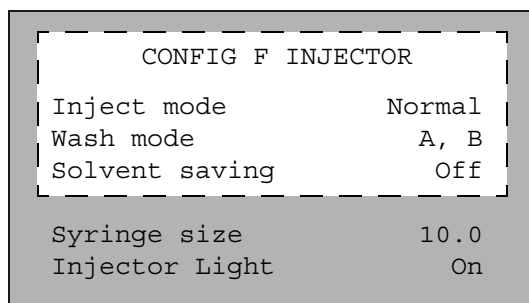 CONFIG F INJECTOR
Inject mode Normal
Wash mode A, B
Solvent saving Off
Syringe size 10.0
Injector Light On